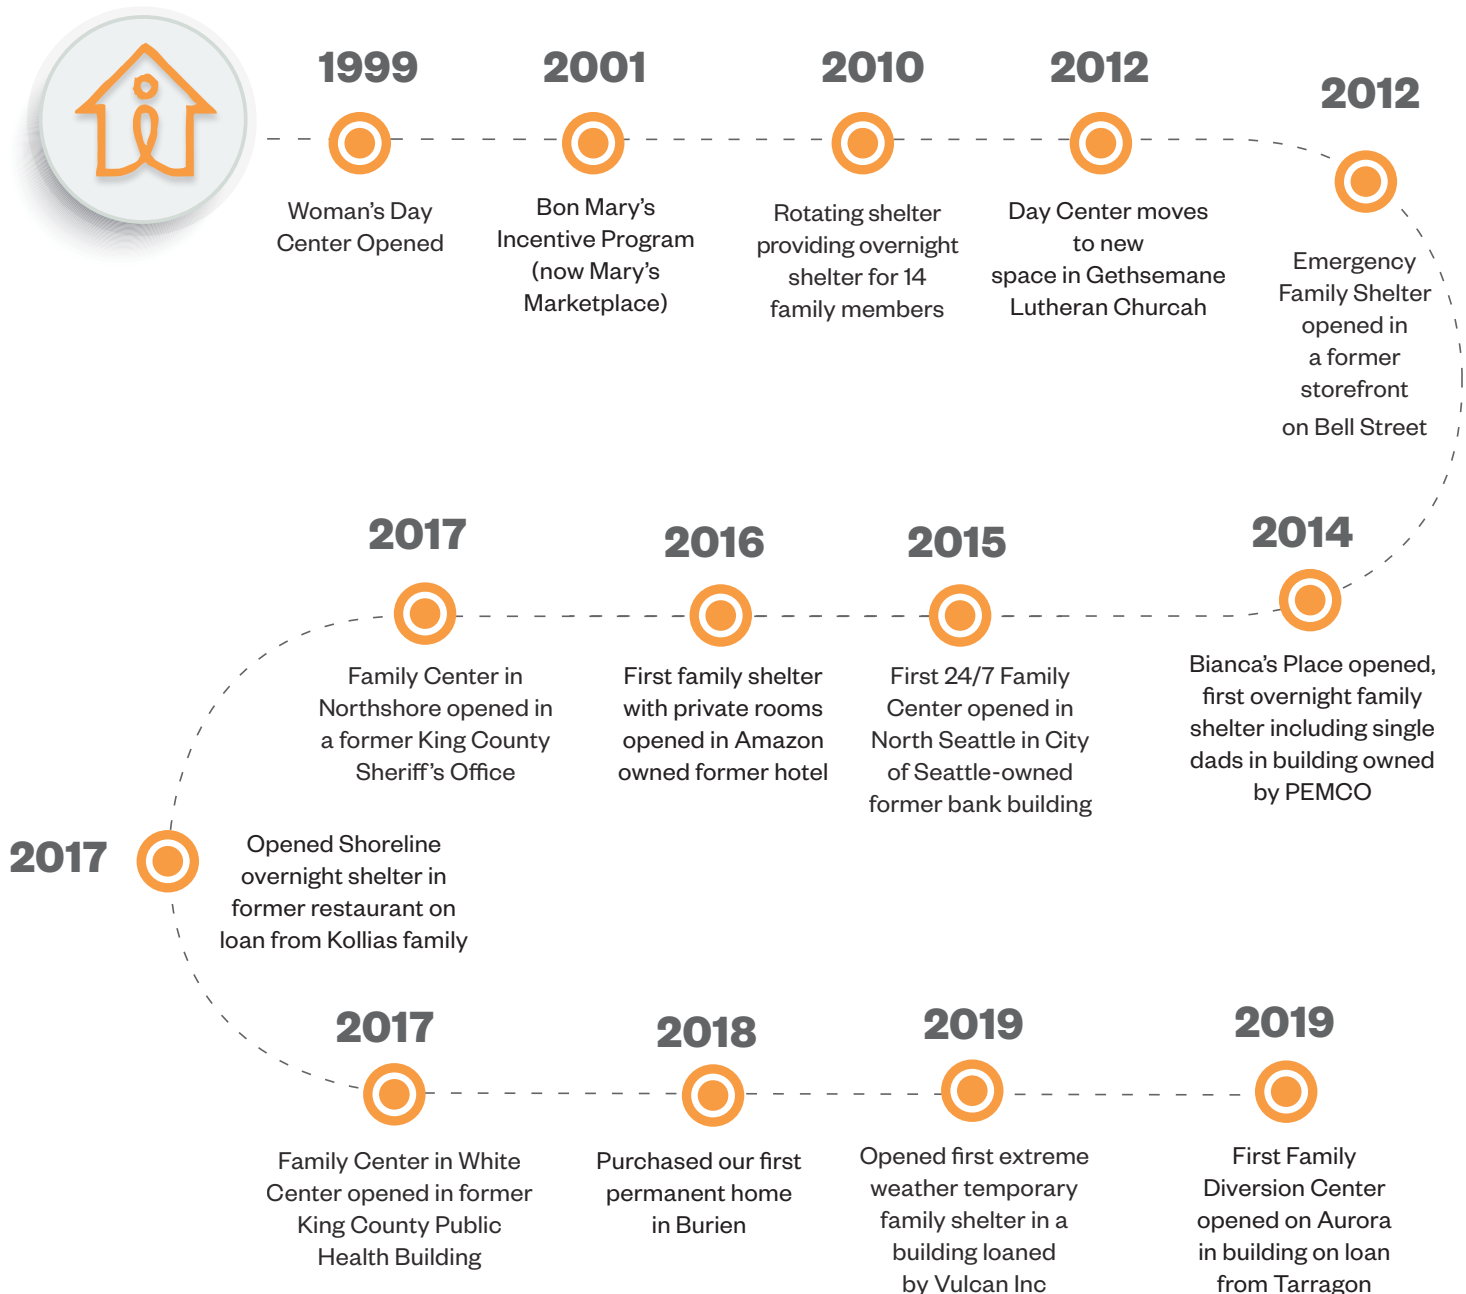 1999
Woman's Day
Center Opened
2001
Bon Mary's
Incentive Program
(now Mary's
Marketplace)
2010
Rotating shelter
providing overnight
shelter for 14
family members
2012
Day Center moves
to new
space in Gethsemane
Lutheran Churcah
2012
Emergency
Family Shelter
opened in
a former
storefront
on Bell Street
2014
Bianca's Place opened,
first overnight family
shelter including single
dads in building owned
by PEMCO
2015
First 24/7 Family
Center opened in
North Seattle in City
of Seattle-owned
former bank building
2016
First family shelter
with private rooms
opened in Amazon
owned former hotel
2017
Family Center in
Northshore opened in
a former King County
Sheriff's Office
2017
Opened Shoreline
overnight shelter in
former restaurant on
loan from Kollias family
2017
Family Center in White
Center opened in former
King County Public
Health Building
2018
Purchased our first
permanent home
in Burien
2019
Opened first extreme
weather temporary
family shelter in a
building loaned
by Vulcan Inc
2019
First Family
Diversion Center
opened on Aurora
in building on loan
from Tarragon